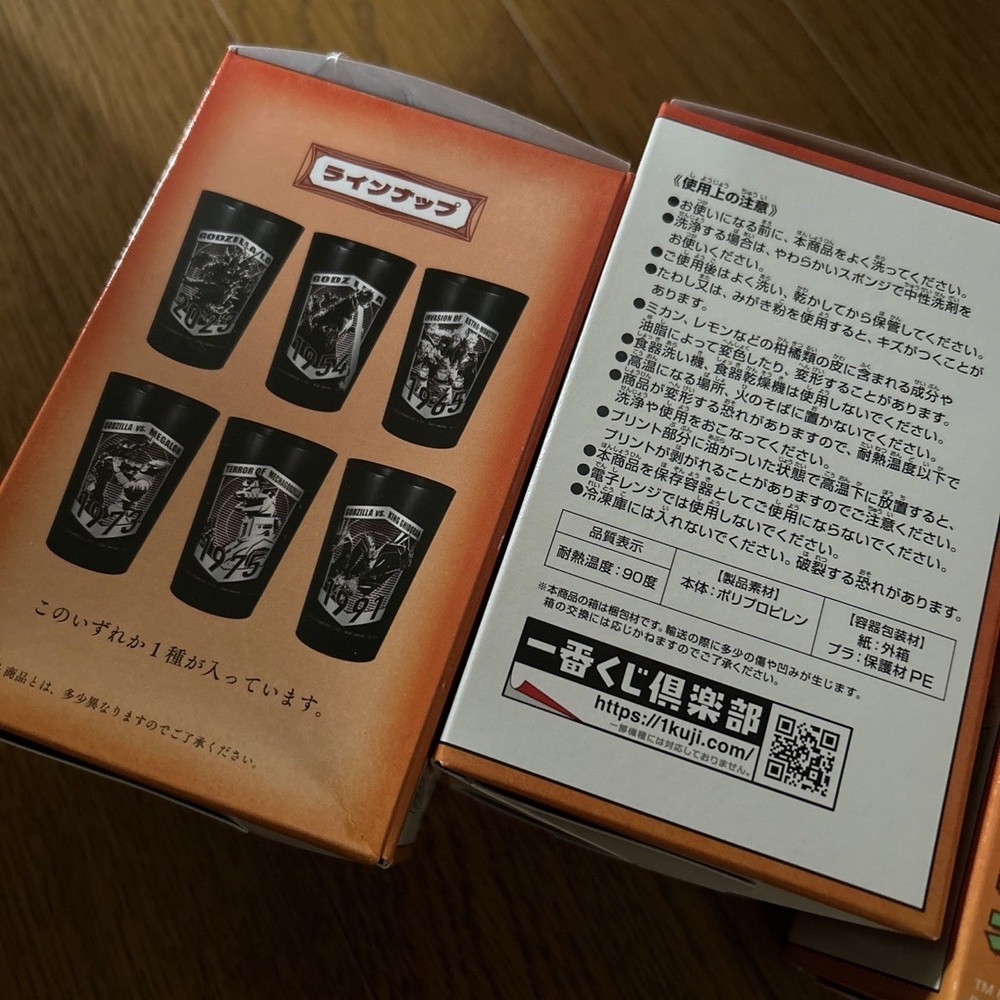 ラインナップ
GODZILLA
2023
GODZILLA
1954
INVASION OF ASTRO-MONSTER
1965
GODZILLA VS. MEGALON
1973
TERROR OF MECHAGODZILLA
1975
GODZILLA VS. KING GHIDORAH
1991
このいずれか1種が入っています。
商品とは、多少異なりますのでご了承ください。
《使用上の注意》
●お使いになる前に、本商品をよく洗ってください。
●洗浄する場合は、やわらかいスポンジで中性洗剤を
お使いください。
●ご使用後はよく洗い、乾かしてから保管してください。
●たわし又は、みがき粉を使用すると、キズがつくことが
あります。
●ミカン、レモンなどの柑橘類の皮に含まれる成分や
油脂によって変色したり、変形することがあります。
●食器洗い機、食器乾燥機は使用しないでください。
●高温になる場所、火のそばに置かないでください。
商品が変形する恐れがありますので、耐熱温度以下で
洗浄や使用をおこなってください。
●プリント部分に油がついた状態で高温下に放置すると、
プリントが剥がれることがありますのでご注意ください。
●本商品を保存容器としてご使用にならないでください。
●電子レンジでは使用しないでください。
●冷凍庫には入れないでください。破裂する恐れがあります。
品質表示
耐熱温度:90度
【製品素材】
本体:ポリプロピレン
【容器包装材】
紙:外箱
プラ:保護材 PE
※本商品の箱は梱包材です。輸送の際に多少の傷や凹みが生じます。
箱の交換には応じかねますのでご了承ください。
一番くじ倶楽部
https://1kuji.com/
一部機種には対応しておりません。
TM